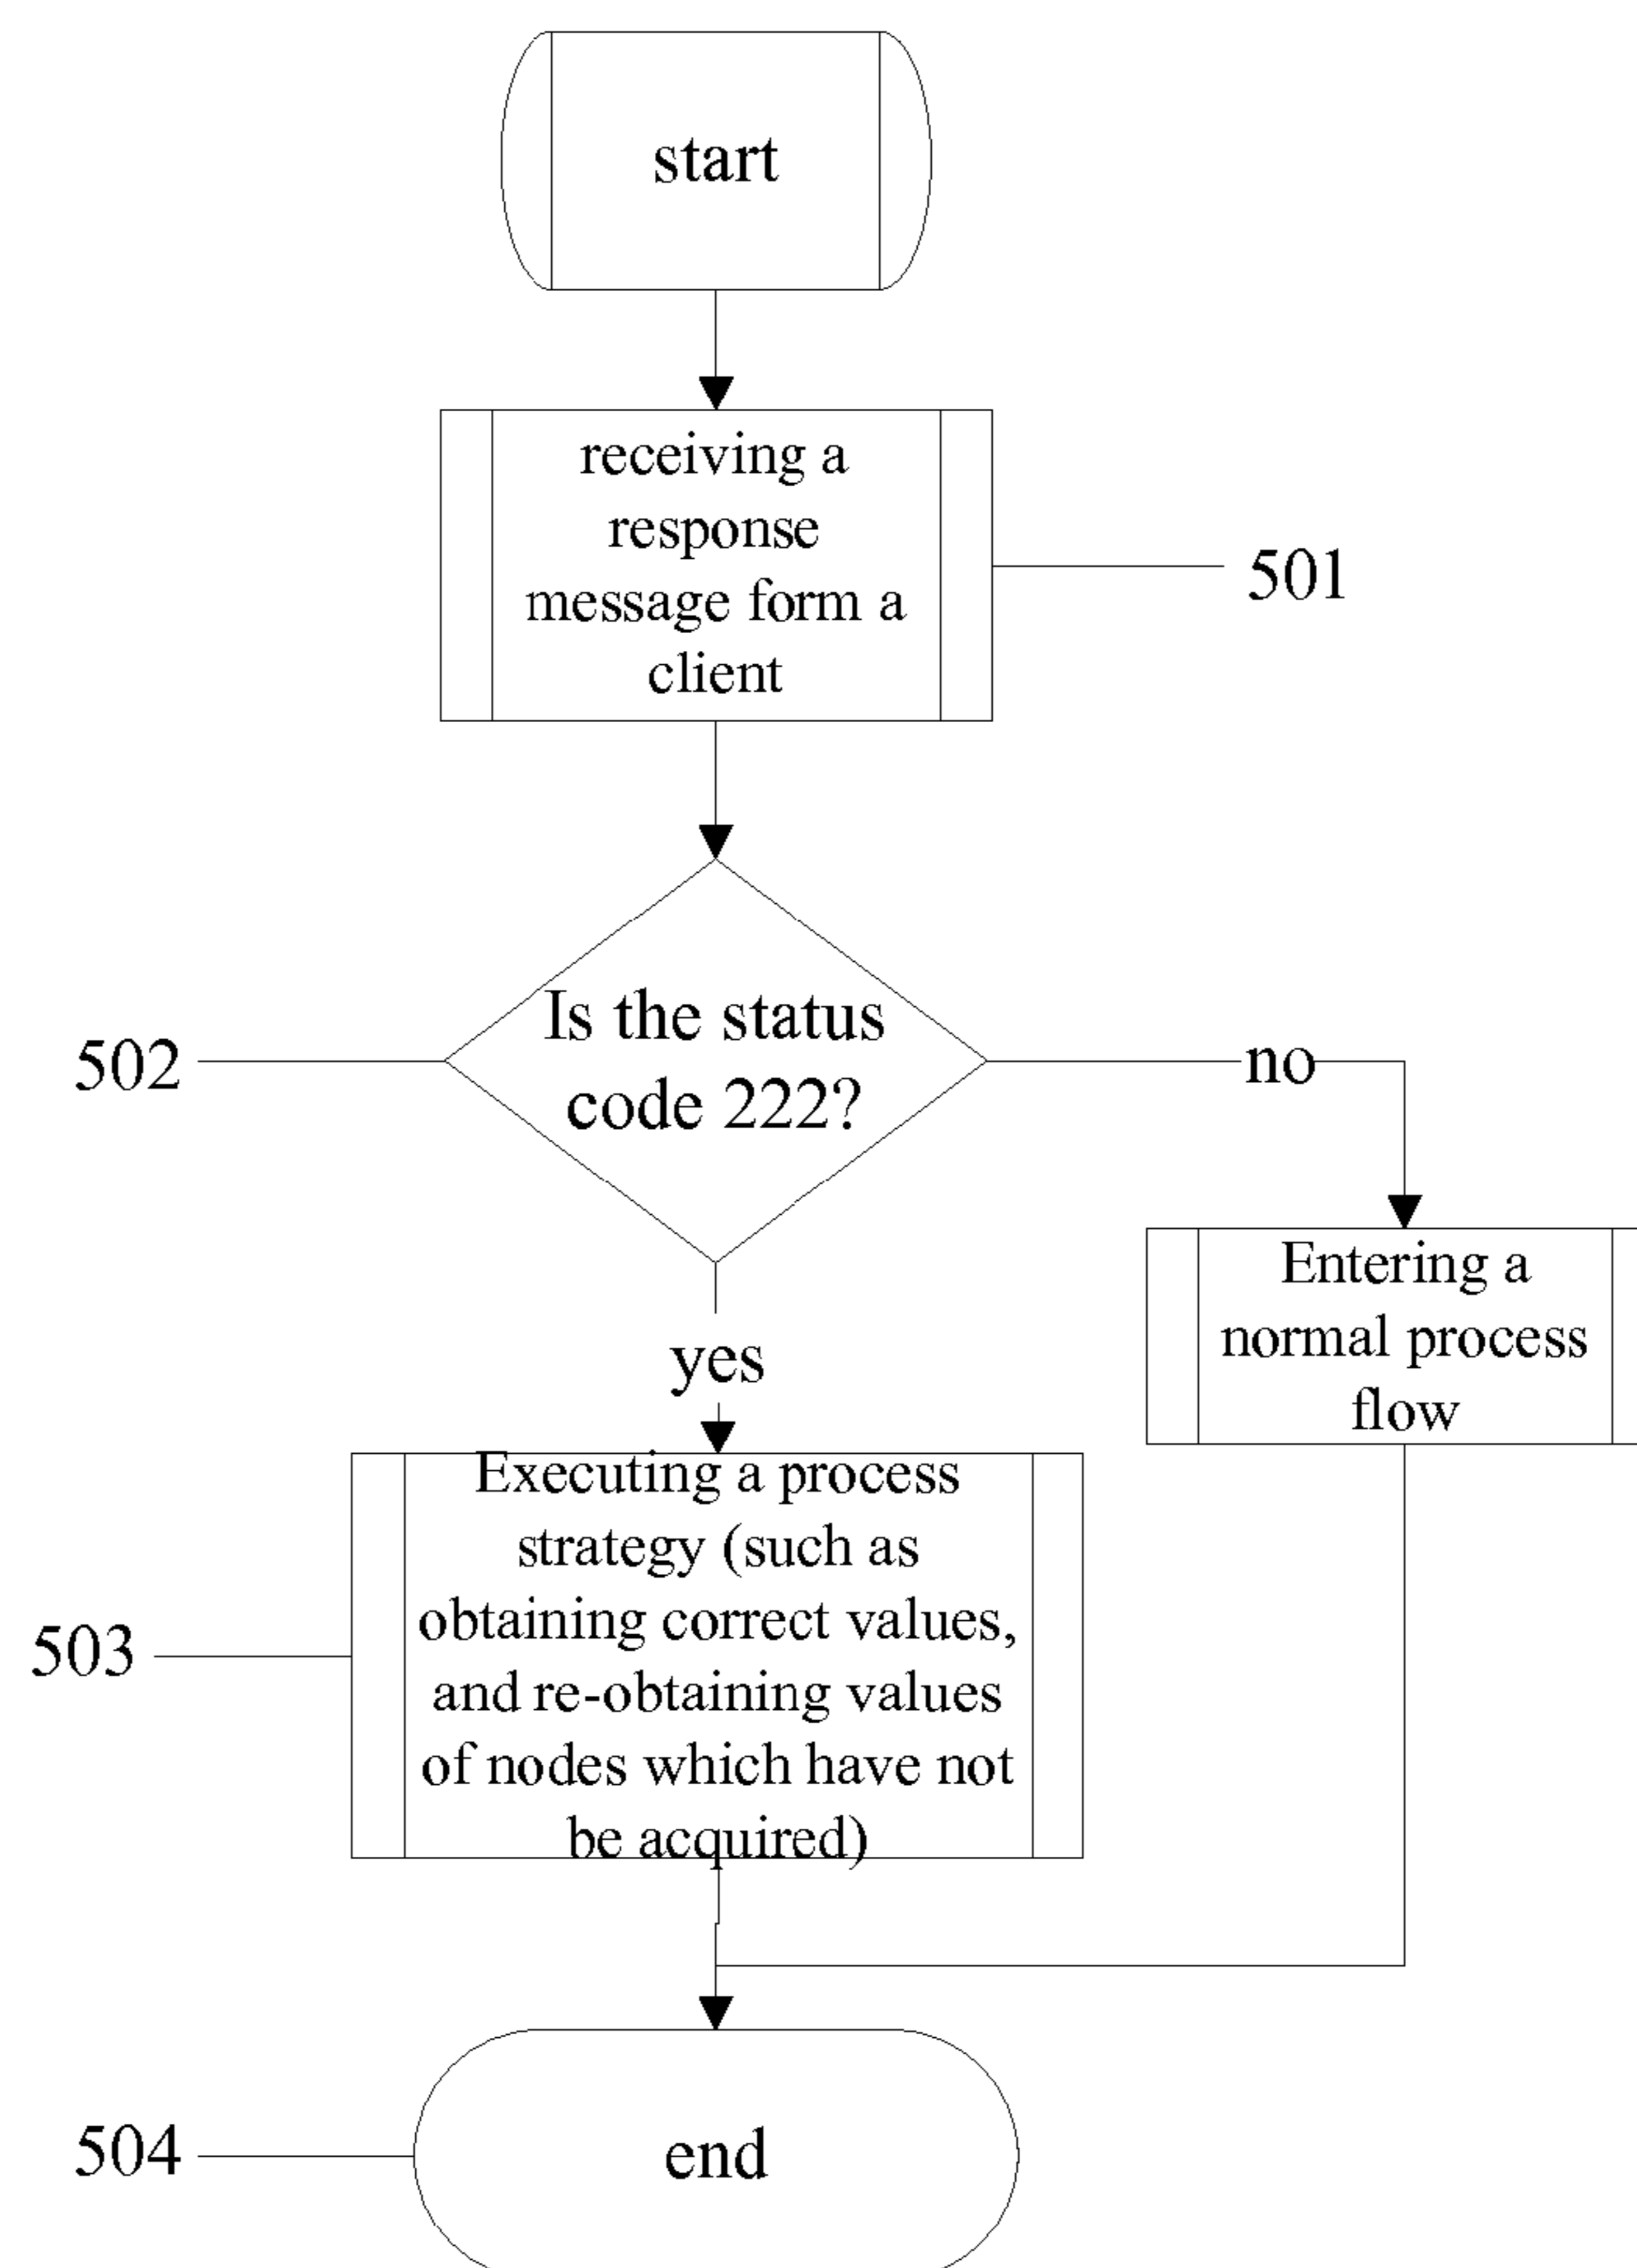 start
receiving a
response
message form a
client
501
Is the status
code 222?
502
no
Entering a
normal process
flow
yes
Executing a process
strategy (such as
obtaining correct values,
and re-obtaining values
of nodes which have not
be acquired)
503
end
504